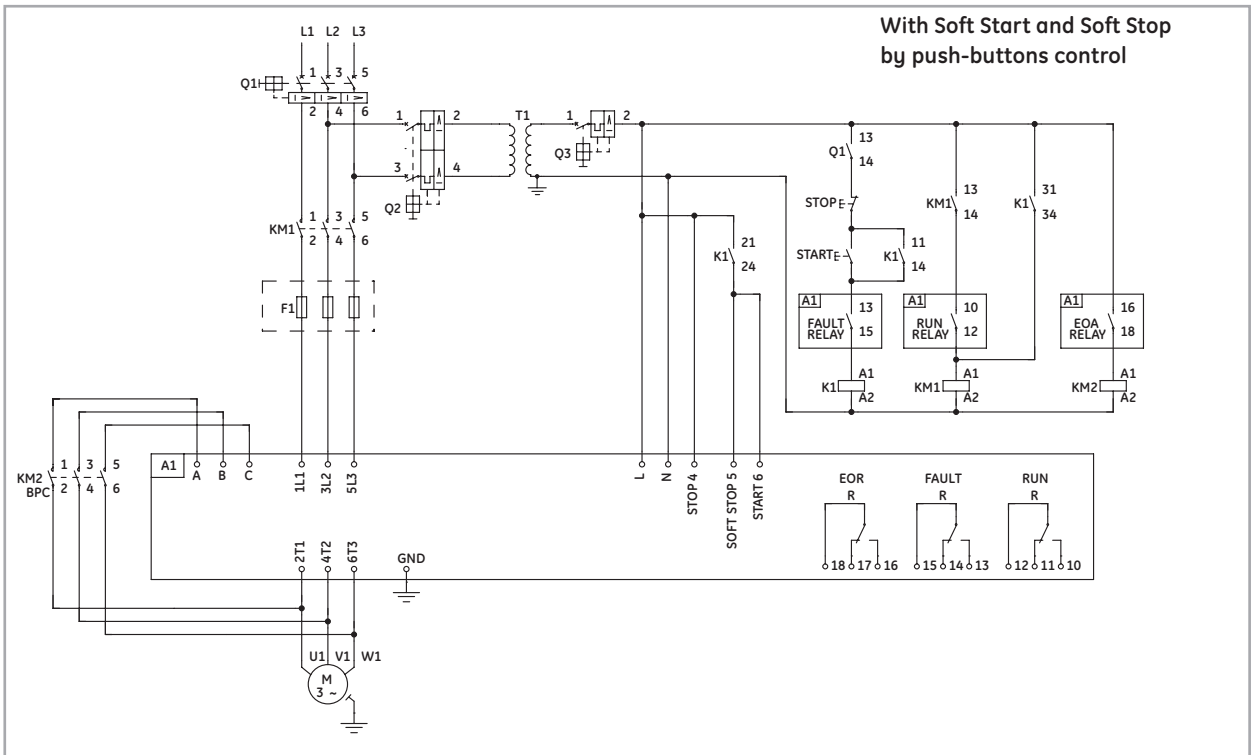 With Soft Start and Soft Stop
by push-buttons control
L1 L2 L3
Q1 1 3 5
2 4 6
1 2 T1 1 2
Q3
3 4
Q2
13
Q1
14
STOP E
START E
11
K1
14
13
KM1
14
31
K1
34
21
K1
24
KM1 1 3 5
2 4 6
F1
A1 13
FAULT
RELAY 15
A1 10
RUN
RELAY 12
A1 16
EOA
RELAY 18
K1 A1
A2
KM1 A1
A2
KM2 A1
A2
KM2 1 3 5
BPC 2 4 6
A1 A B C 1L1 3L2 5L3 L N STOP 4 SOFT STOP 5 START 6
EOR
R
18 17 16
FAULT
R
15 14 13
RUN
R
12 11 10
2T1 4T2 6T3 GND
U1 V1 W1
M
3 ~